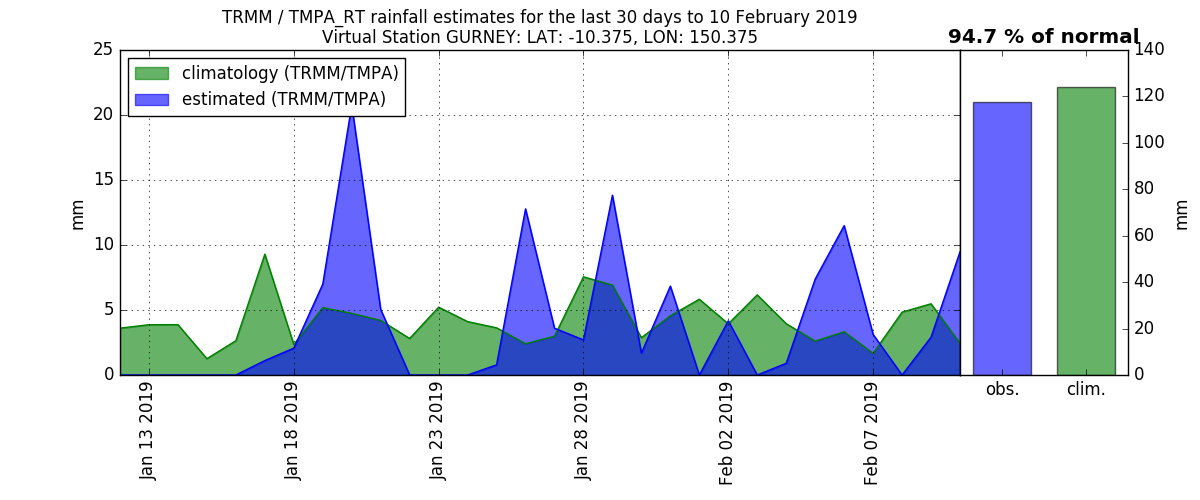 TRMM / TMPA_RT rainfall estimates for the last 30 days to 10 February 2019
Virtual Station GURNEY: LAT: -10.375, LON: 150.375
94.7 % of normal
climatology (TRMM/TMPA)
estimated (TRMM/TMPA)
25
20
15
10
5
0
mm
Jan 13 2019
Jan 18 2019
Jan 23 2019
Jan 28 2019
Feb 02 2019
Feb 07 2019
140
120
100
80
60
40
20
0
mm
obs.
clim.